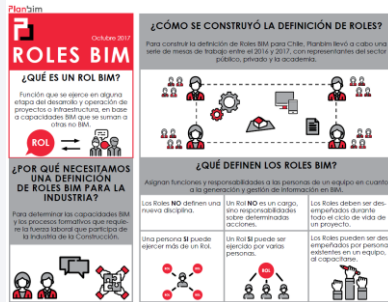 Planbim
Octubre 2017
ROLES BIM
¿QUÉ ES UN ROL BIM?
Función que se ejerce en alguna
etapa del desarrollo y operación de
proyectos o infraestructura, en base
a capacidades BIM que se suman a
otras no BIM.
ROL
¿POR QUÉ NECESITAMOS
UNA DEFINICIÓN
DE ROLES BIM PARA LA
INDUSTRIA?
Para determinar las capacidades BIM
y los procesos formativos que requie-
re la fuerza laboral que participa de
la Industria de la Construcción.
¿CÓMO SE CONSTRUYÓ LA DEFINICIÓN DE ROLES?
Para construir la definición de Roles BIM para Chile, Planbim llevó a cabo una
serie de mesas de trabajo entre el 2016 y 2017, con representantes del sector
público, privado y la academia.
¿QUÉ DEFINEN LOS ROLES BIM?
Asignan funciones y responsabilidades a las personas de un equipo en cuanto
a la generación y gestión de información en BIM.
Los Roles NO definen una
nueva disciplina.
Un Rol NO es un cargo,
sino responsabilidades
sobre determinadas
acciones.
Los Roles deben ser des-
empeñados durante
todo el ciclo de vida de
un proyecto.
Una persona SI puede
ejercer más de un Rol.
Un Rol SI puede ser
ejercido por varias
personas.
Los Roles pueden ser des-
empeñados por personas
existentes en un equipo,
al capacitarse.
ROL